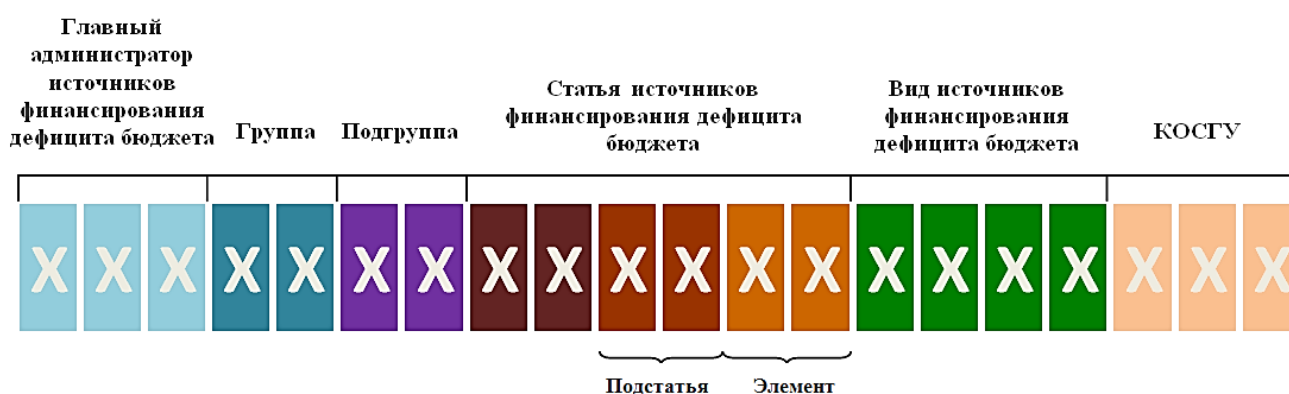 Главный
администратор
источников
финансирования
дефицита бюджета
Группа
Подгруппа
Статья источников
финансирования дефицита
бюджета
Вид источников
финансирования
дефицита бюджета
КОСГУ
X X X X X X X X X X X X X X X X X X X X
Подстатья
Элемент